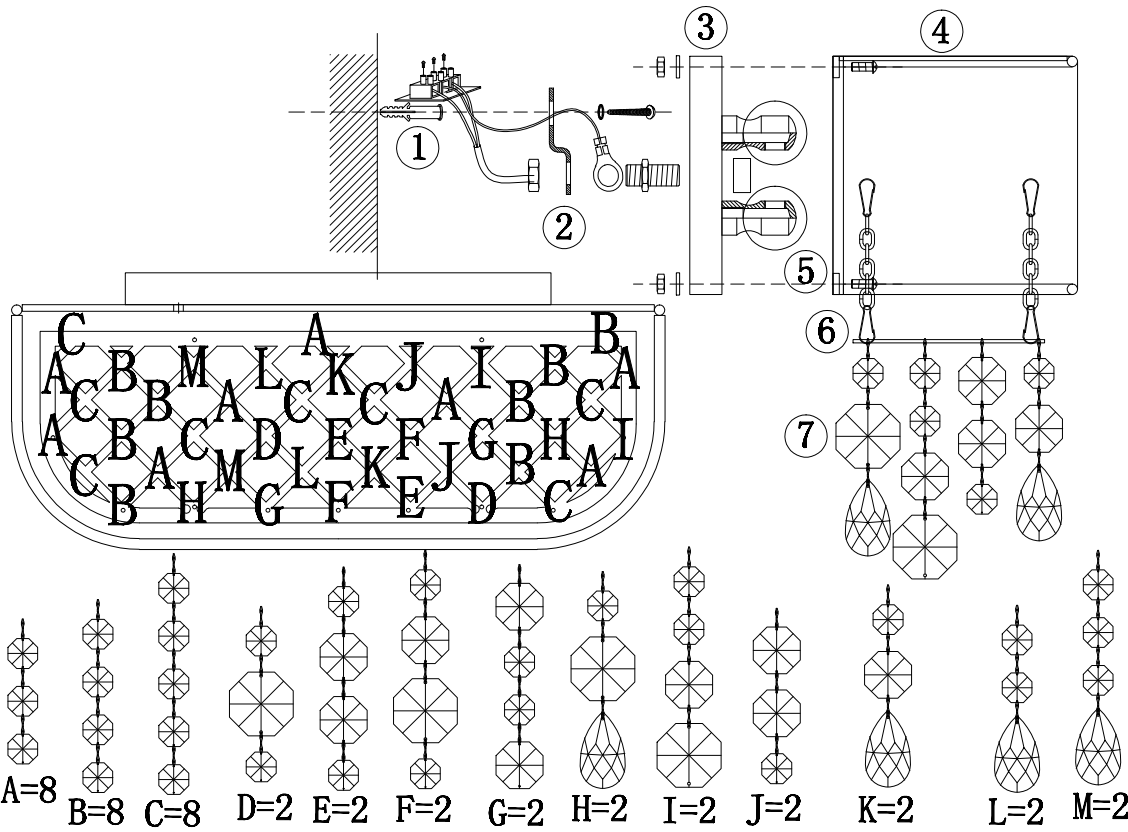 ③ ④
①
②
⑤
⑥
⑦
C A B
A B M L K J I B A
C B A C C A B C
A B C D E F G H I
C A M L K J B A
B H G F E D C
A=8 B=8 C=8 D=2 E=2 F=2 G=2 H=2 I=2 J=2 K=2 L=2 M=2